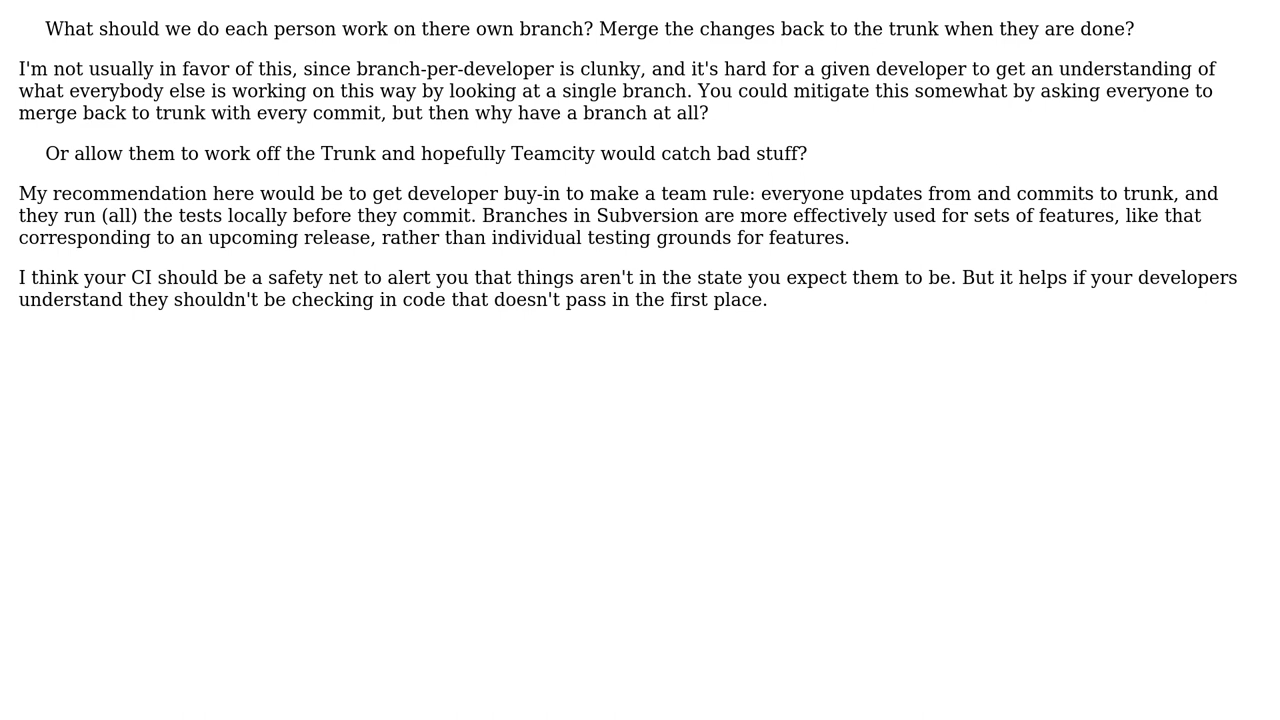 What should we do each person work on there own branch? Merge the changes back to the trunk when they are done?
I'm not usually in favor of this, since branch-per-developer is clunky, and it's hard for a given developer to get an understanding of
what everybody else is working on this way by looking at a single branch. You could mitigate this somewhat by asking everyone to
merge back to trunk with every commit, but then why have a branch at all?
Or allow them to work off the Trunk and hopefully Teamcity would catch bad stuff?
My recommendation here would be to get developer buy-in to make a team rule: everyone updates from and commits to trunk, and
they run (all) the tests locally before they commit. Branches in Subversion are more effectively used for sets of features, like that
corresponding to an upcoming release, rather than individual testing grounds for features.
I think your CI should be a safety net to alert you that things aren't in the state you expect them to be. But it helps if your developers
understand they shouldn't be checking in code that doesn't pass in the first place.